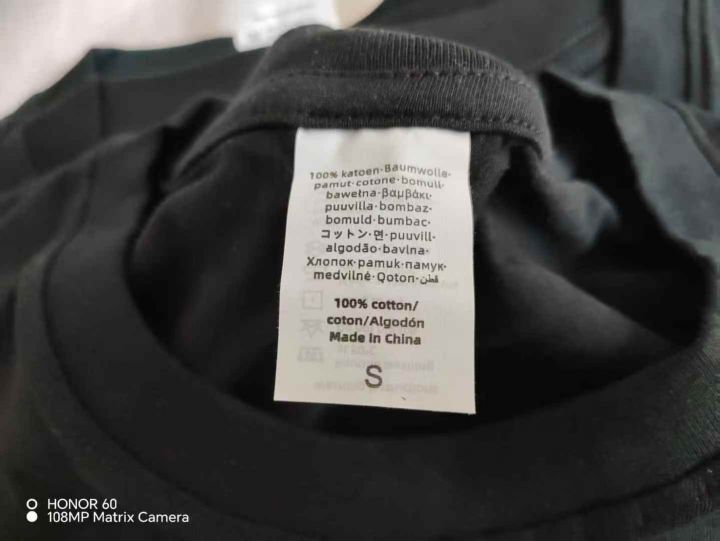 100% katoen·Baumwolle·
pamut·cotone·bomull·
bawełna·βαμβάκι·
puuvilla·bombaz·
bomuld·bumbac·
コットン·면·puuvill·
algodão·bavlna·
Хлопок·pamuk·памук·
medvilnė·Qoton·قطن
100% cotton/
coton/Algodón
Made in China
S
HONOR 60
108MP Matrix Camera